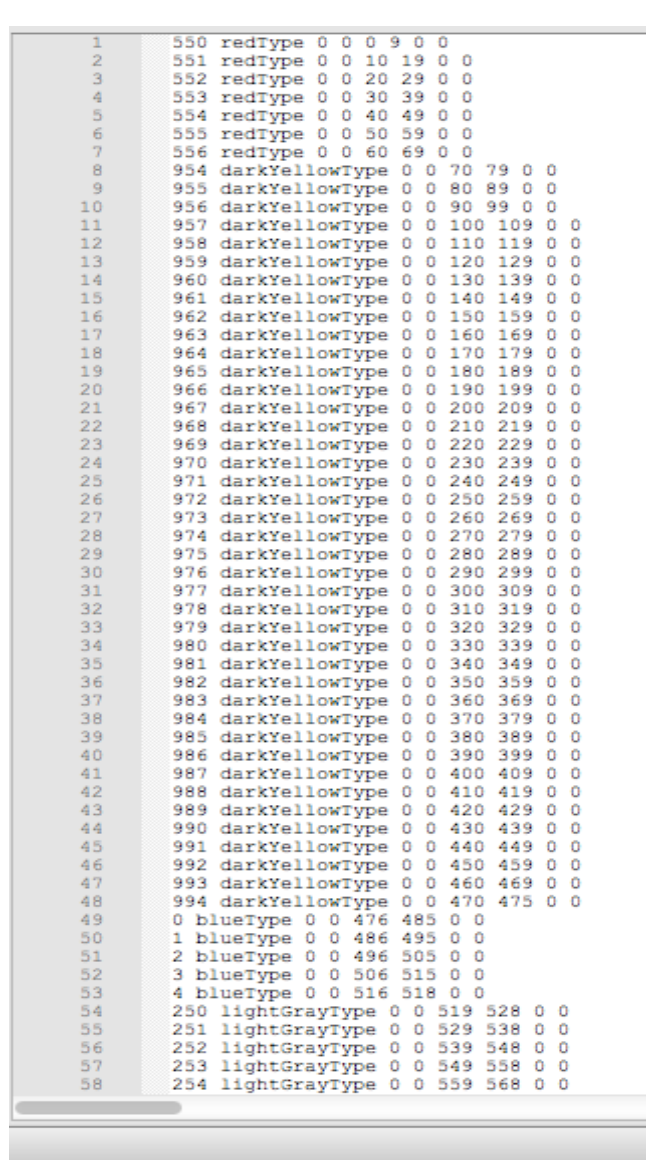 1 550 redType 0 0 0 9 0 0
2 551 redType 0 0 10 19 0 0
3 552 redType 0 0 20 29 0 0
4 553 redType 0 0 30 39 0 0
5 554 redType 0 0 40 49 0 0
6 555 redType 0 0 50 59 0 0
7 556 redType 0 0 60 69 0 0
8 954 darkYellowType 0 0 70 79 0 0
9 955 darkYellowType 0 0 80 89 0 0
10 956 darkYellowType 0 0 90 99 0 0
11 957 darkYellowType 0 0 100 109 0 0
12 958 darkYellowType 0 0 110 119 0 0
13 959 darkYellowType 0 0 120 129 0 0
14 960 darkYellowType 0 0 130 139 0 0
15 961 darkYellowType 0 0 140 149 0 0
16 962 darkYellowType 0 0 150 159 0 0
17 963 darkYellowType 0 0 160 169 0 0
18 964 darkYellowType 0 0 170 179 0 0
19 965 darkYellowType 0 0 180 189 0 0
20 966 darkYellowType 0 0 190 199 0 0
21 967 darkYellowType 0 0 200 209 0 0
22 968 darkYellowType 0 0 210 219 0 0
23 969 darkYellowType 0 0 220 229 0 0
24 970 darkYellowType 0 0 230 239 0 0
25 971 darkYellowType 0 0 240 249 0 0
26 972 darkYellowType 0 0 250 259 0 0
27 973 darkYellowType 0 0 260 269 0 0
28 974 darkYellowType 0 0 270 279 0 0
29 975 darkYellowType 0 0 280 289 0 0
30 976 darkYellowType 0 0 290 299 0 0
31 977 darkYellowType 0 0 300 309 0 0
32 978 darkYellowType 0 0 310 319 0 0
33 979 darkYellowType 0 0 320 329 0 0
34 980 darkYellowType 0 0 330 339 0 0
35 981 darkYellowType 0 0 340 349 0 0
36 982 darkYellowType 0 0 350 359 0 0
37 983 darkYellowType 0 0 360 369 0 0
38 984 darkYellowType 0 0 370 379 0 0
39 985 darkYellowType 0 0 380 389 0 0
40 986 darkYellowType 0 0 390 399 0 0
41 987 darkYellowType 0 0 400 409 0 0
42 988 darkYellowType 0 0 410 419 0 0
43 989 darkYellowType 0 0 420 429 0 0
44 990 darkYellowType 0 0 430 439 0 0
45 991 darkYellowType 0 0 440 449 0 0
46 992 darkYellowType 0 0 450 459 0 0
47 993 darkYellowType 0 0 460 469 0 0
48 994 darkYellowType 0 0 470 475 0 0
49 0 blueType 0 0 476 485 0 0
50 1 blueType 0 0 486 495 0 0
51 2 blueType 0 0 496 505 0 0
52 3 blueType 0 0 506 515 0 0
53 4 blueType 0 0 516 518 0 0
54 250 lightGrayType 0 0 519 528 0 0
55 251 lightGrayType 0 0 529 538 0 0
56 252 lightGrayType 0 0 539 548 0 0
57 253 lightGrayType 0 0 549 558 0 0
58 254 lightGrayType 0 0 559 568 0 0